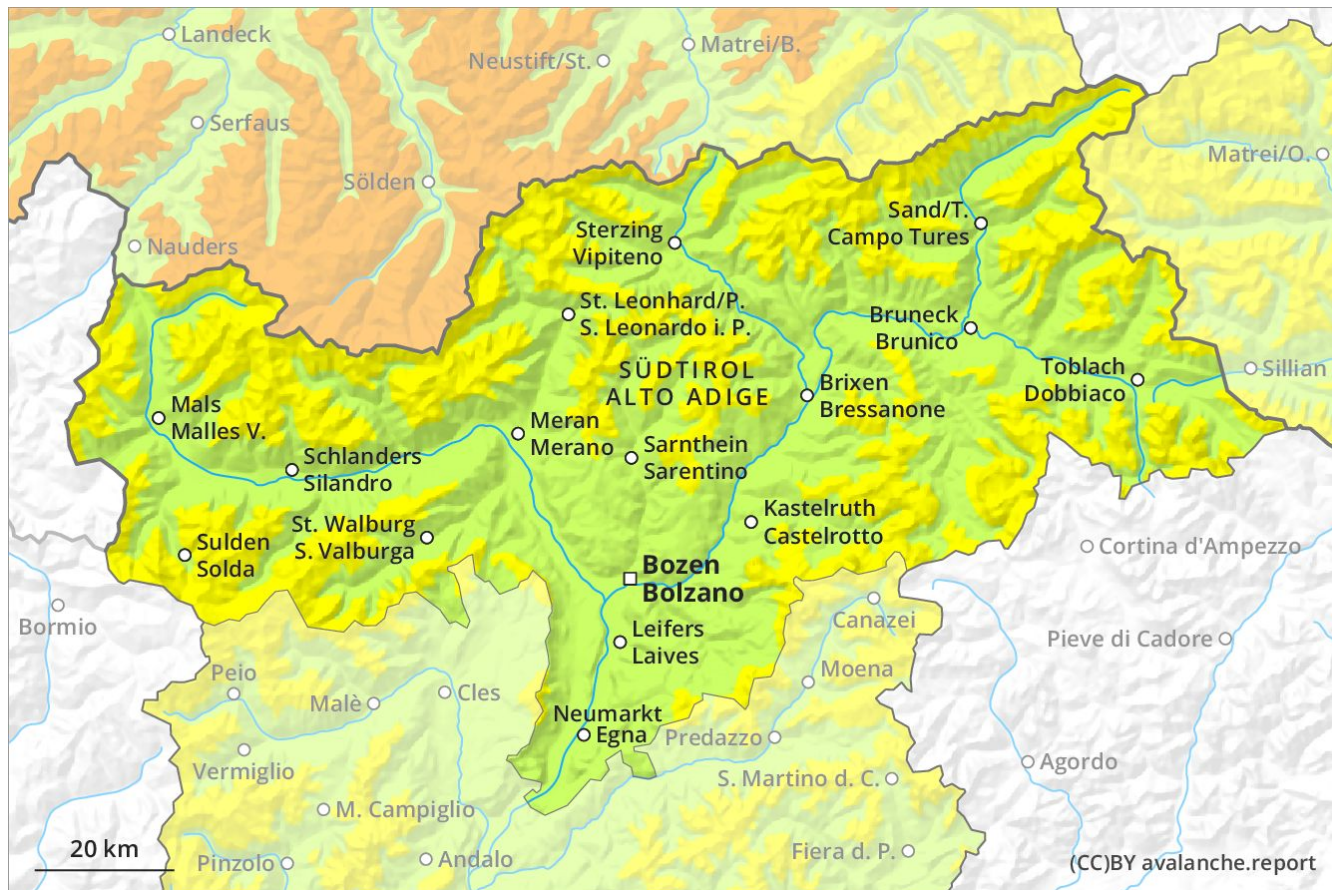 Landeck
Neustift/St.
Matrei/B.
Serfaus
Matrei/O.
Sölden
Nauders
Sterzing
Vipiteno
Sand/T.
Campo Tures
St. Leonhard/P.
S. Leonardo i. P.
Bruneck
Brunico
SÜDTIROL
ALTO ADIGE
Toblach
Dobbiaco
Sillian
Brixen
Bressanone
Mals
Malles V.
Meran
Merano
Sarnthein
Sarentino
Schlanders
Silandro
Kastelruth
Castelrotto
St. Walburg
S. Valburga
Sulden
Solda
Cortina d'Ampezzo
Bozen
Bolzano
Bormio
Canazei
Leifers
Laives
Pieve di Cadore
Peio
Moena
Malè
Cles
Neumarkt
Egna
Predazzo
Vermiglio
Agordo
S. Martino d. C.
M. Campiglio
20 km
Pinzolo
Andalo
Fiera d. P.
(CC)BY avalanche.report